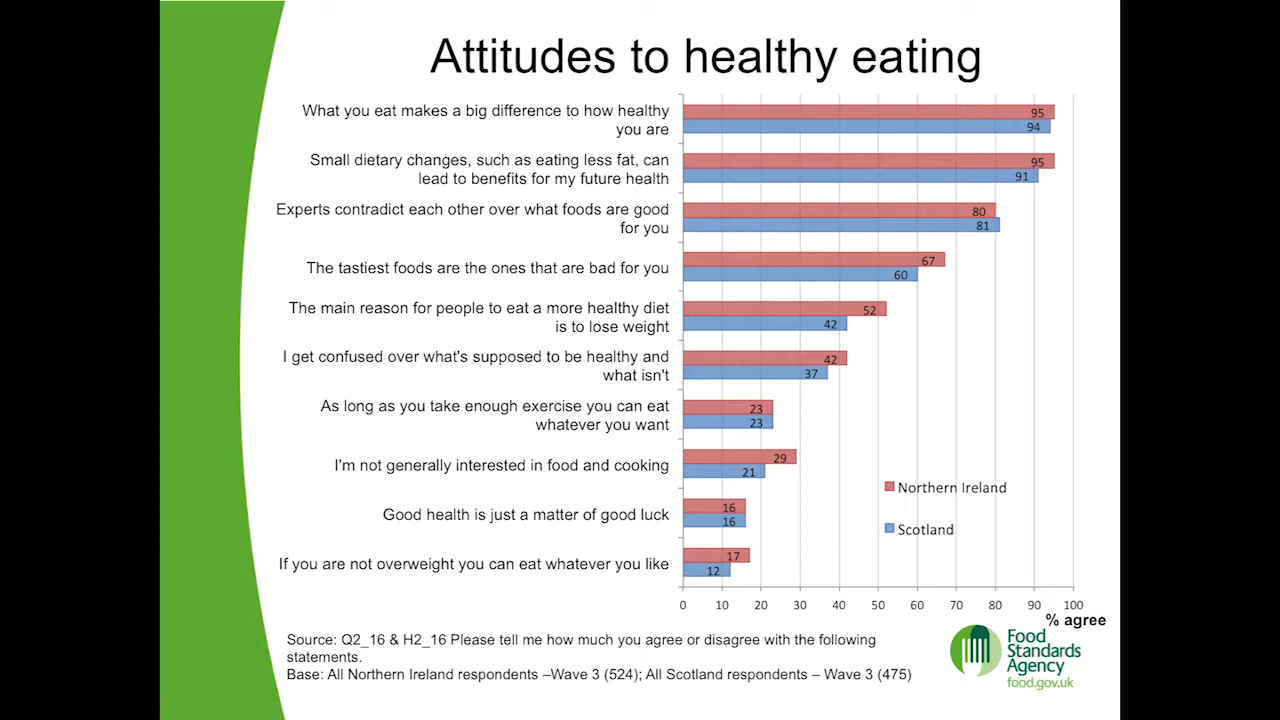 Attitudes to healthy eating
What you eat makes a big difference to how healthy
you are
95
94
Small dietary changes, such as eating less fat, can
lead to benefits for my future health
95
91
Experts contradict each other over what foods are good
for you
80
81
The tastiest foods are the ones that are bad for you
67
60
The main reason for people to eat a more healthy diet
is to lose weight
52
42
I get confused over what's supposed to be healthy and
what isn't
42
37
As long as you take enough exercise you can eat
whatever you want
23
23
I'm not generally interested in food and cooking
29
21
Good health is just a matter of good luck
16
16
If you are not overweight you can eat whatever you like
17
12
Northern Ireland
Scotland
0 10 20 30 40 50 60 70 80 90 100
% agree
Source: Q2_16 & H2_16 Please tell me how much you agree or disagree with the following
statements.
Base: All Northern Ireland respondents –Wave 3 (524); All Scotland respondents – Wave 3 (475)
Food
Standards
Agency
food.gov.uk